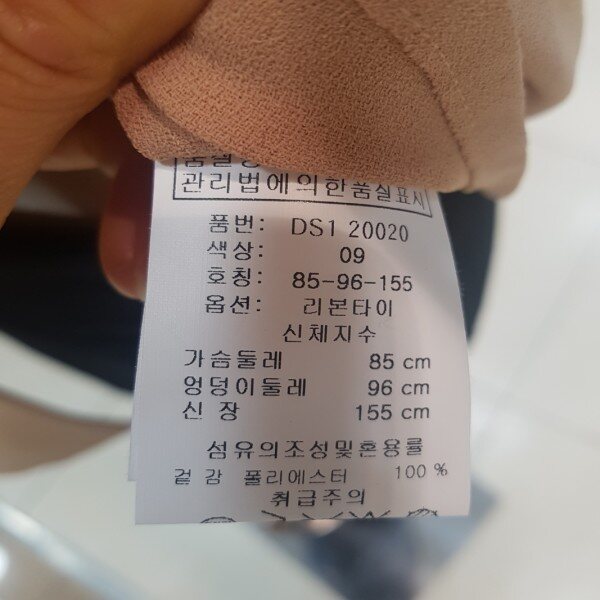 관리법에의한품질표시
품번: DS1 20020
색상: 09
호칭: 85-96-155
옵션: 리본타이
신체지수
가슴둘레 85 cm
엉덩이둘레 96 cm
신 장 155 cm
섬유의조성및혼용률
겉 감 폴리에스터 100 %
취급주의